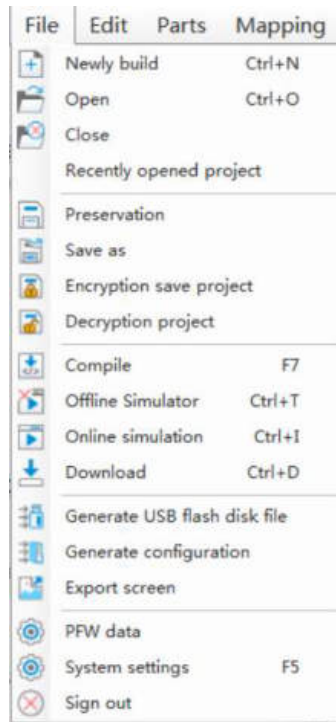 File Edit Parts Mapping
Newly build Ctrl+N
Open Ctrl+O
Close
Recently opened project
Preservation
Save as
Encryption save project
Decryption project
Compile F7
Offline Simulator Ctrl+T
Online simulation Ctrl+I
Download Ctrl+D
Generate USB flash disk file
Generate configuration
Export screen
PFW data
System settings F5
Sign out